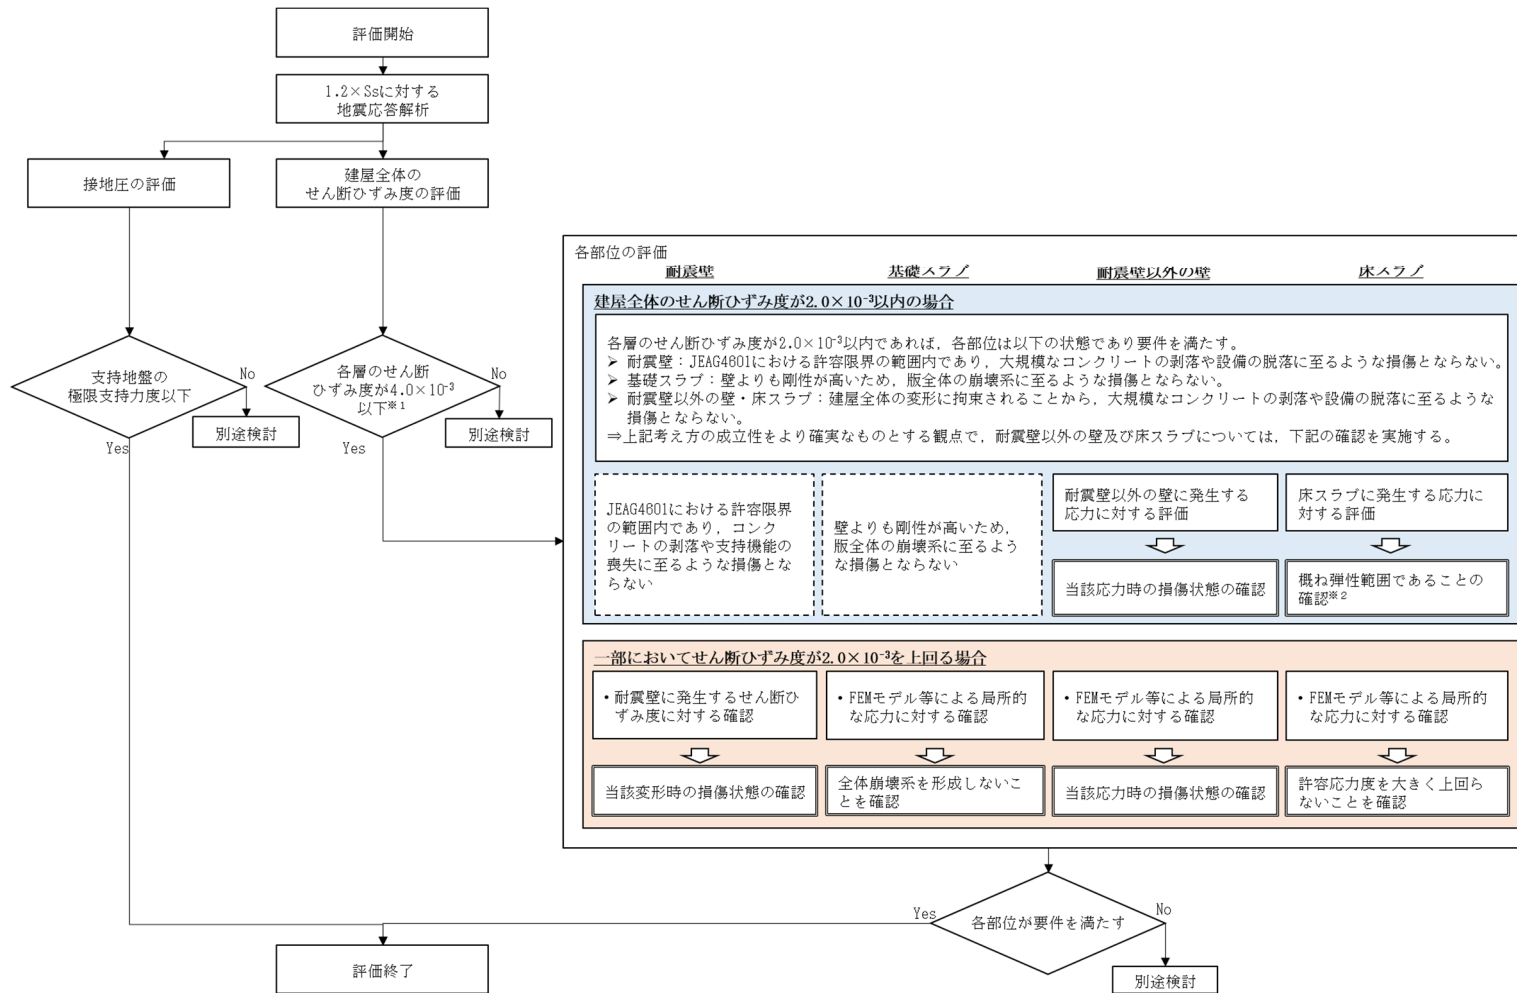 評価開始
1.2×Ssに対する
地震応答解析
接地圧の評価
建屋全体の
せん断ひずみ度の評価
支持地盤の
極限支持力度以下
No
別途検討
Yes
各層のせん断
ひずみ度が4.0×10⁻³
以下※1
No
別途検討
Yes
各部位の評価
耐震壁
基礎スラブ
耐震壁以外の壁
床スラブ
建屋全体のせん断ひずみ度が2.0×10⁻³以内の場合
各層のせん断ひずみ度が2.0×10⁻³以内であれば，各部位は以下の状態であり要件を満たす。
➢ 耐震壁：JEAG4601における許容限界の範囲内であり，大規模なコンクリートの剥落や設備の脱落に至るような損傷とならない。
➢ 基礎スラブ：壁よりも剛性が高いため，版全体の崩壊系に至るような損傷とならない。
➢ 耐震壁以外の壁・床スラブ：建屋全体の変形に拘束されることから，大規模なコンクリートの剥落や設備の脱落に至るような
損傷とならない。
⇒上記考え方の成立性をより確実なものとする観点で，耐震壁以外の壁及び床スラブについては，下記の確認を実施する。
JEAG4601における許容限界
の範囲内であり，コンク
リートの剥落や支持機能の
喪失に至るような損傷とな
らない
壁よりも剛性が高いため，
版全体の崩壊系に至るよう
な損傷とならない
耐震壁以外の壁に発生する
応力に対する評価
当該応力時の損傷状態の確認
床スラブに発生する応力に
対する評価
概ね弾性範囲であることの
確認※2
一部においてせん断ひずみ度が2.0×10⁻³を上回る場合
・耐震壁に発生するせん断ひ
ずみ度に対する確認
当該変形時の損傷状態の確認
・FEMモデル等による局所的
な応力に対する確認
全体崩壊系を形成しないこ
とを確認
・FEMモデル等による局所的
な応力に対する確認
当該応力時の損傷状態の確認
・FEMモデル等による局所的
な応力に対する確認
許容応力度を大きく上回ら
ないことを確認
各部位が要件を満たす
Yes
No
別途検討
評価終了